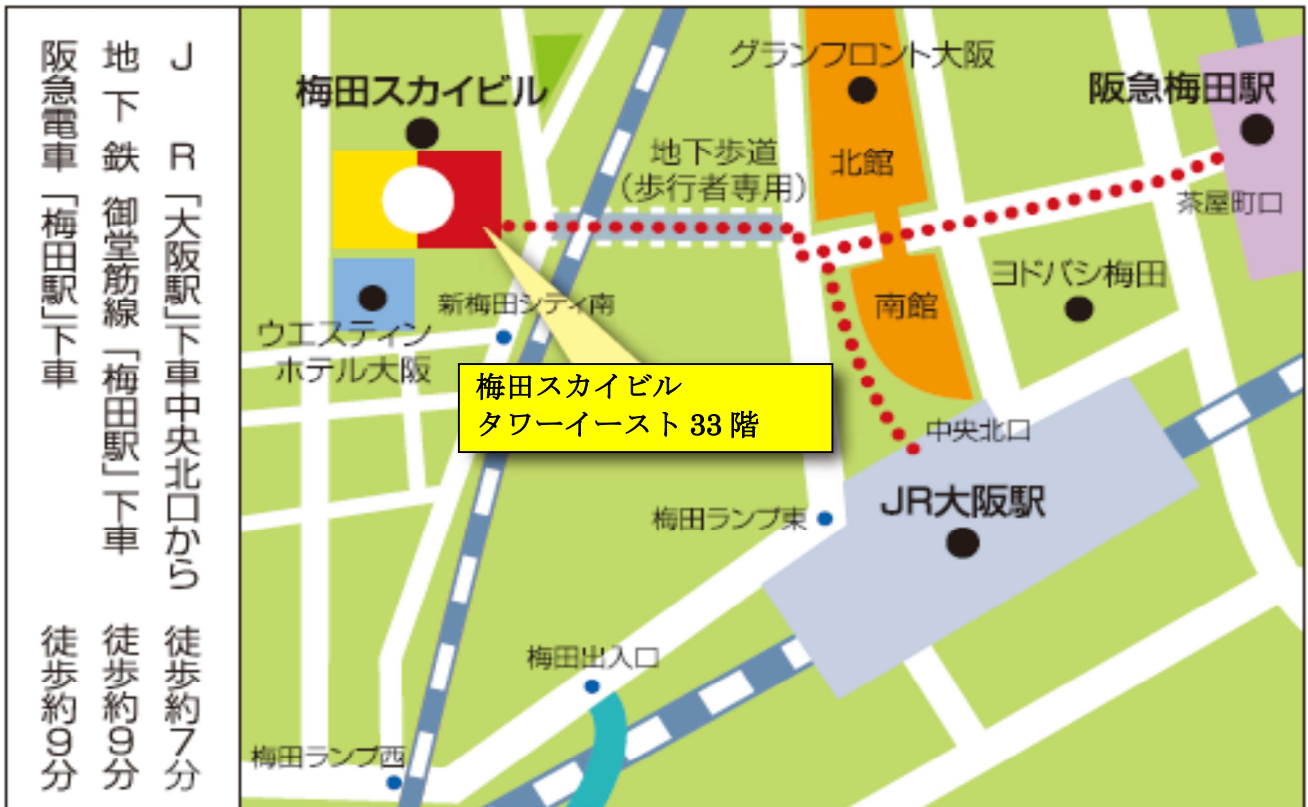 JR「大阪駅」下車中央北口から 徒歩約7分
地下鉄 御堂筋線「梅田駅」下車 徒歩約9分
阪急電車「梅田駅」下車 徒歩約9分
梅田スカイビル
グランフロント大阪
阪急梅田駅
地下歩道
(歩行者専用)
北館
茶屋町口
ヨドバシ梅田
南館
新梅田シティ南
ウエスティン
ホテル大阪
梅田スカイビル
タワーイースト 33 階
中央北口
JR大阪駅
梅田ランプ東
梅田出入口
梅田ランプ西